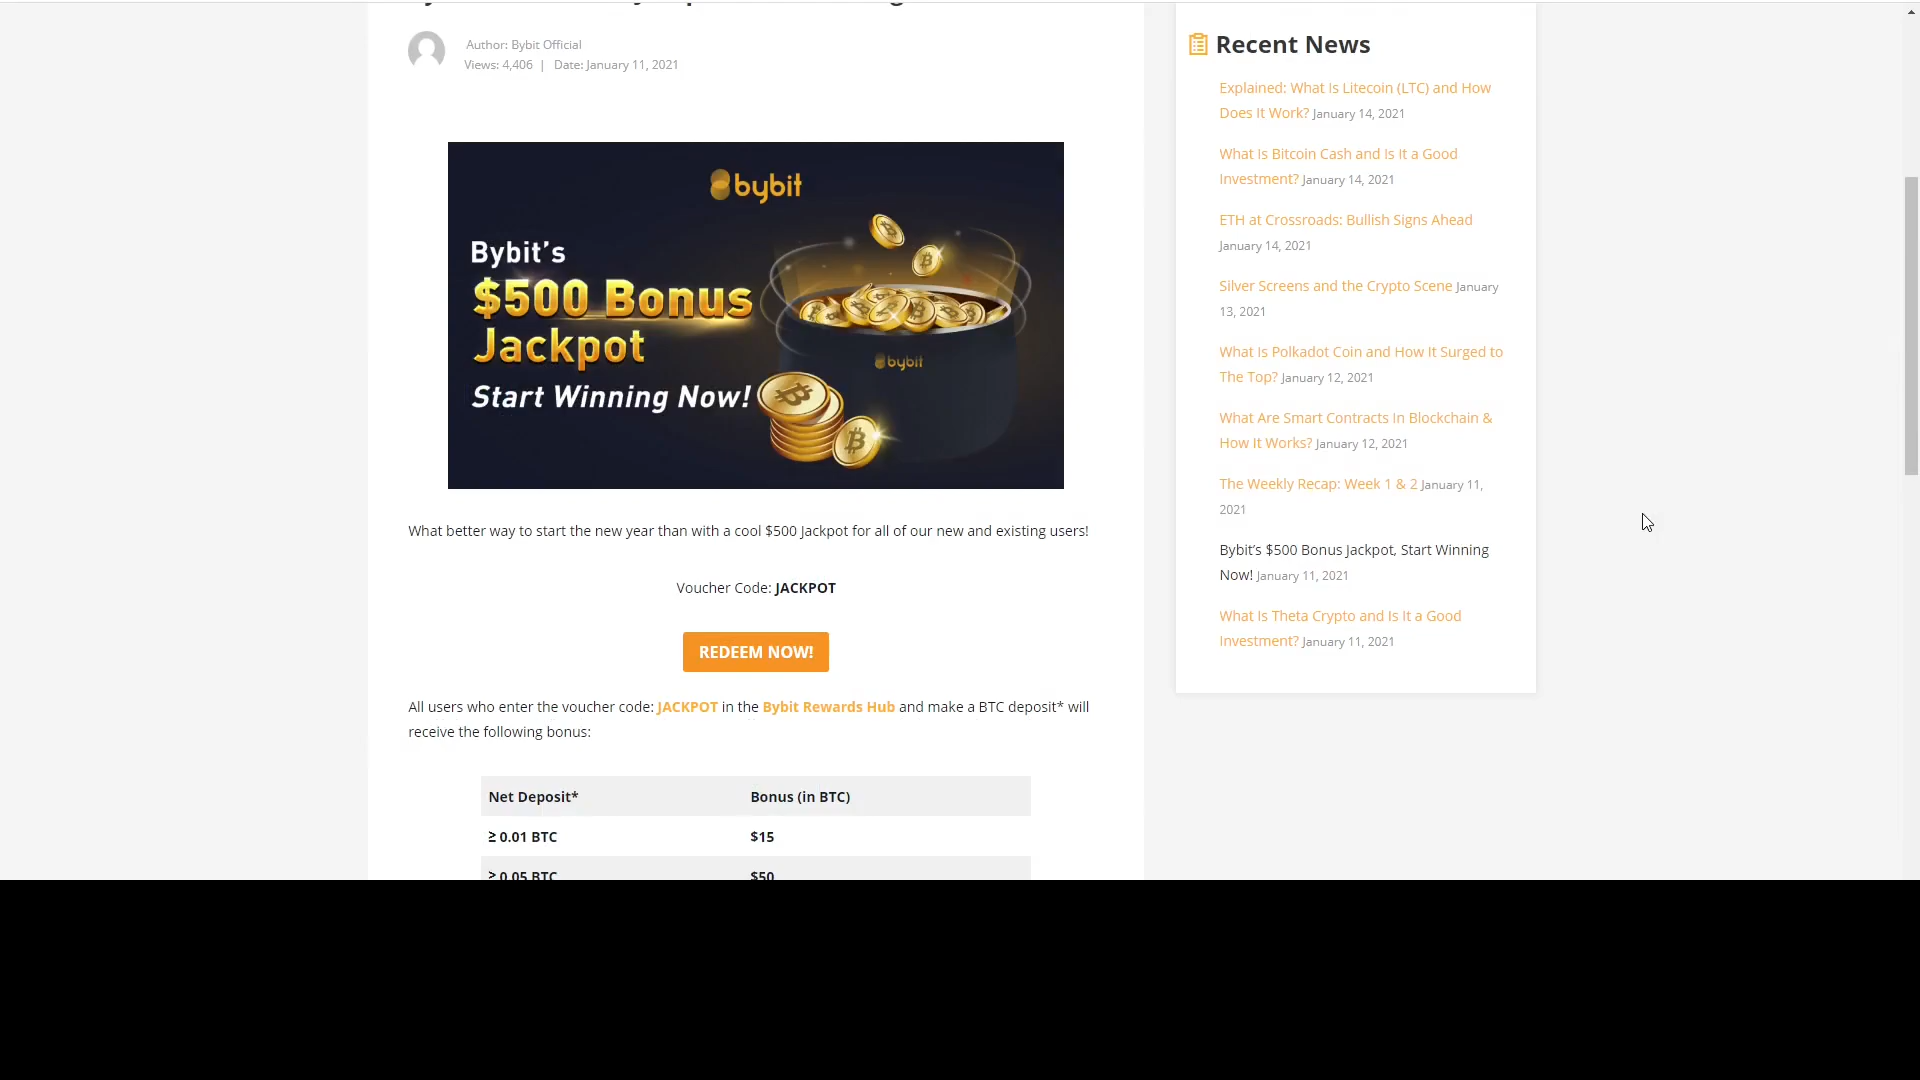 Author: Bybit Official
Views: 4,406 | Date: January 11, 2021
bybit
Bybit's
$500 Bonus
Jackpot
Start Winning Now!
bybit
What better way to start the new year than with a cool $500 Jackpot for all of our new and existing users!
Voucher Code: JACKPOT
REDEEM NOW!
All users who enter the voucher code: JACKPOT in the Bybit Rewards Hub and make a BTC deposit* will
receive the following bonus:
Net Deposit* Bonus (in BTC)
≥ 0.01 BTC $15
≥ 0.05 BTC $50
Recent News
Explained: What Is Litecoin (LTC) and How
Does It Work? January 14, 2021
What Is Bitcoin Cash and Is It a Good
Investment? January 14, 2021
ETH at Crossroads: Bullish Signs Ahead
January 14, 2021
Silver Screens and the Crypto Scene January
13, 2021
What Is Polkadot Coin and How It Surged to
The Top? January 12, 2021
What Are Smart Contracts In Blockchain &
How It Works? January 12, 2021
The Weekly Recap: Week 1 & 2 January 11,
2021
Bybit’s $500 Bonus Jackpot, Start Winning
Now! January 11, 2021
What Is Theta Crypto and Is It a Good
Investment? January 11, 2021